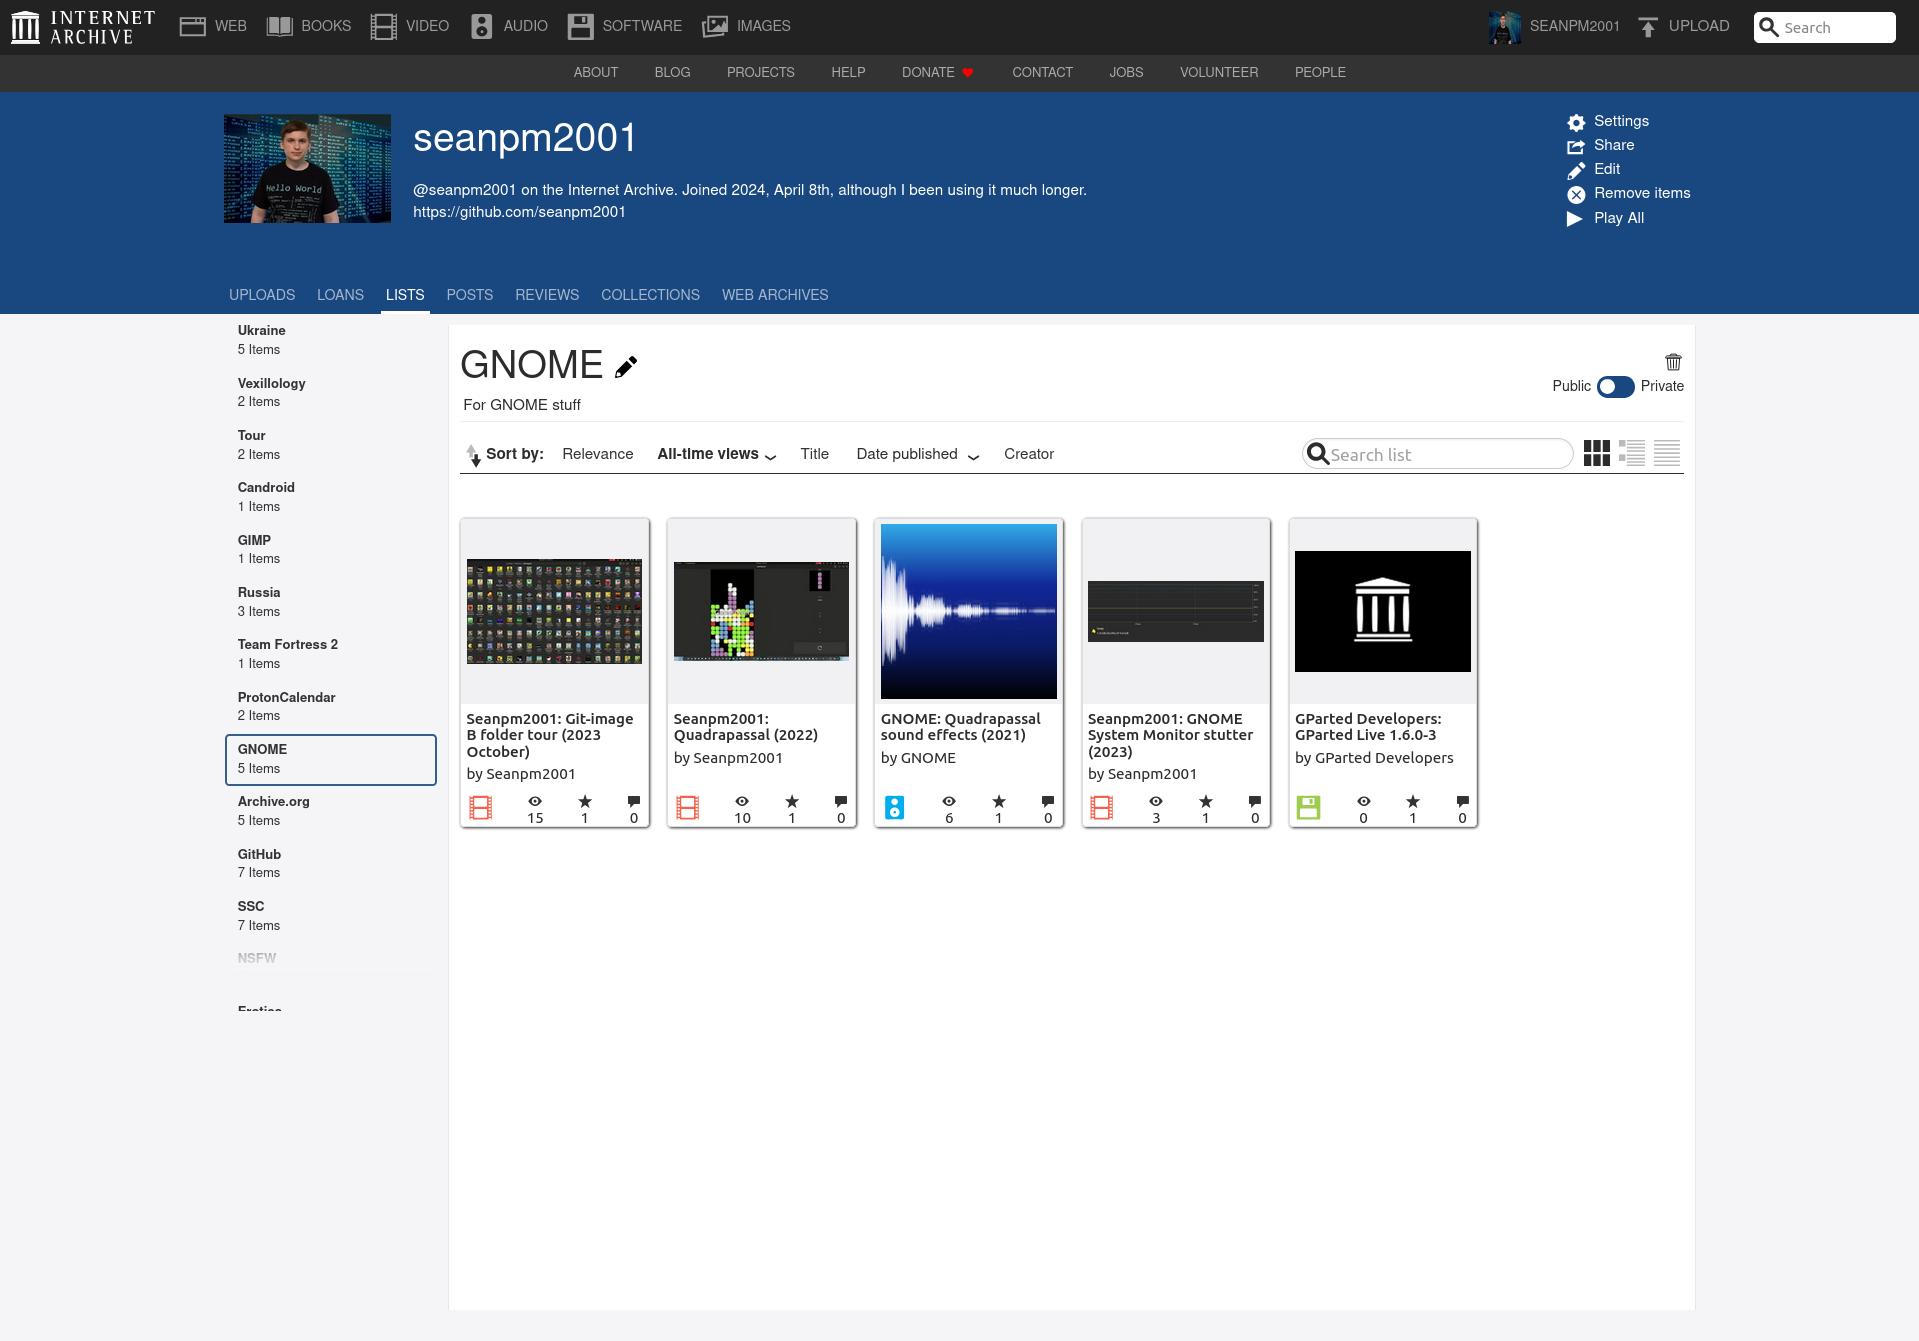 INTERNET ARCHIVE
WEB BOOKS VIDEO AUDIO SOFTWARE IMAGES SEANPM2001 UPLOAD Search
ABOUT BLOG PROJECTS HELP DONATE CONTACT JOBS VOLUNTEER PEOPLE
Hello World
seanpm2001
@seanpm2001 on the Internet Archive. Joined 2024, April 8th, although I been using it much longer.
https://github.com/seanpm2001
Settings
Share
Edit
Remove items
Play All
UPLOADS LOANS LISTS POSTS REVIEWS COLLECTIONS WEB ARCHIVES
Ukraine
5 Items
Vexillology
2 Items
Tour
2 Items
Candroid
1 Items
GIMP
1 Items
Russia
3 Items
Team Fortress 2
1 Items
ProtonCalendar
2 Items
GNOME
5 Items
Archive.org
5 Items
GitHub
7 Items
SSC
7 Items
NSFW
GNOME
For GNOME stuff
Public Private
Sort by: Relevance All-time views Title Date published Creator
Search list
Seanpm2001: Git-image
B folder tour (2023
October)
by Seanpm2001
15 1 0
Seanpm2001:
Quadrapassal (2022)
by Seanpm2001
10 1 0
GNOME: Quadrapassal
sound effects (2021)
by GNOME
6 1 0
Seanpm2001: GNOME
System Monitor stutter
(2023)
by Seanpm2001
3 1 0
GParted Developers:
GParted Live 1.6.0-3
by GParted Developers
0 1 0